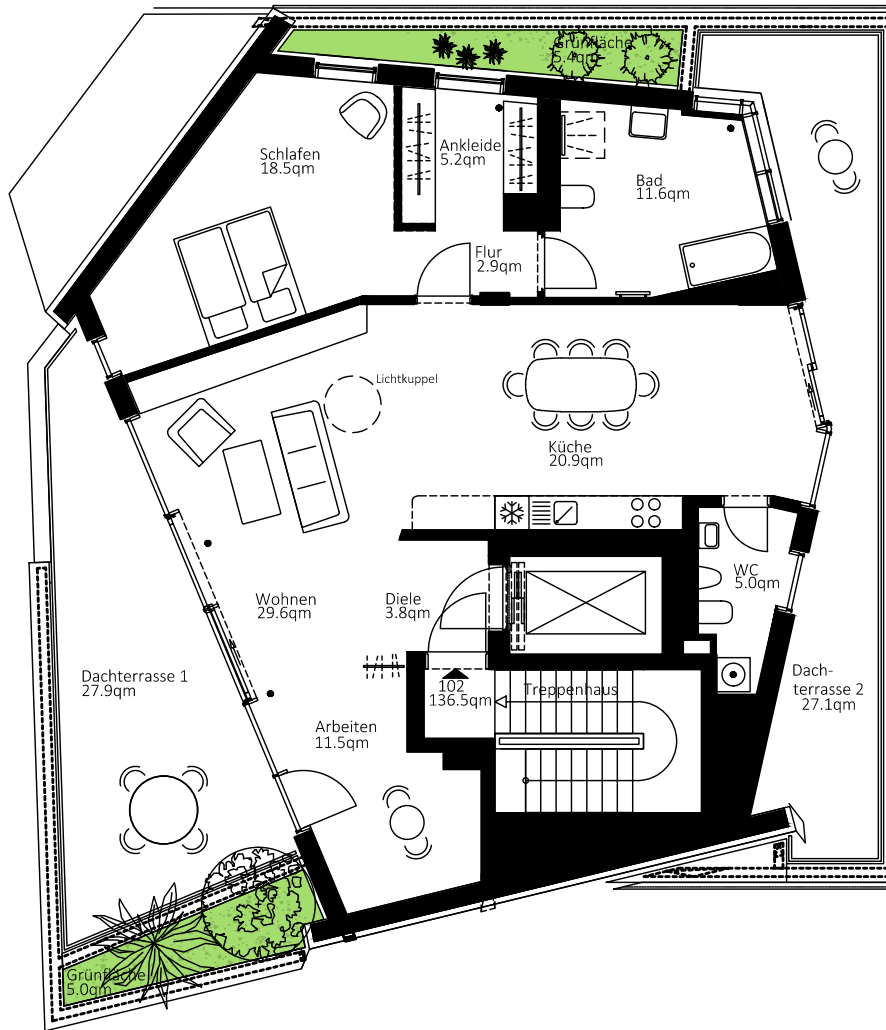 Grünfläche
5.4qm
Schlafen
18.5qm
Ankleide
5.2qm
Bad
11.6qm
Flur
2.9qm
Lichtkuppel
Küche
20.9qm
Wohnen
29.6qm
Diele
3.8qm
WC
5.0qm
Dachterrasse 1
27.9qm
102
136.5qm
Treppenhaus
Dach-
terrasse 2
27.1qm
Arbeiten
11.5qm
Grünfläche
5.0qm